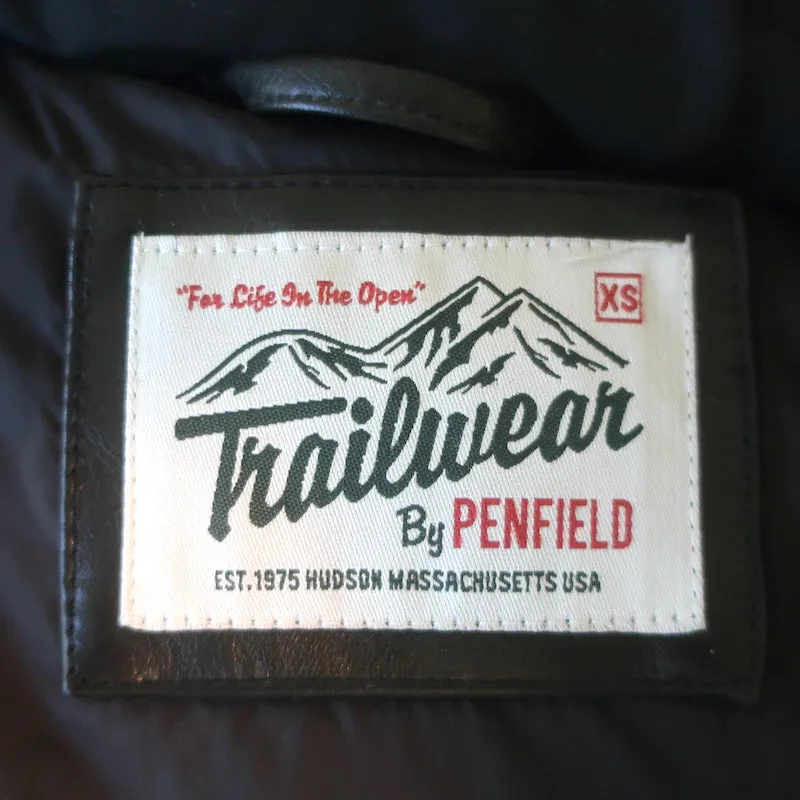 "For Life In The Open"
XS
Trailwear
By PENFIELD
EST.1975 HUDSON MASSACHUSETTS USA